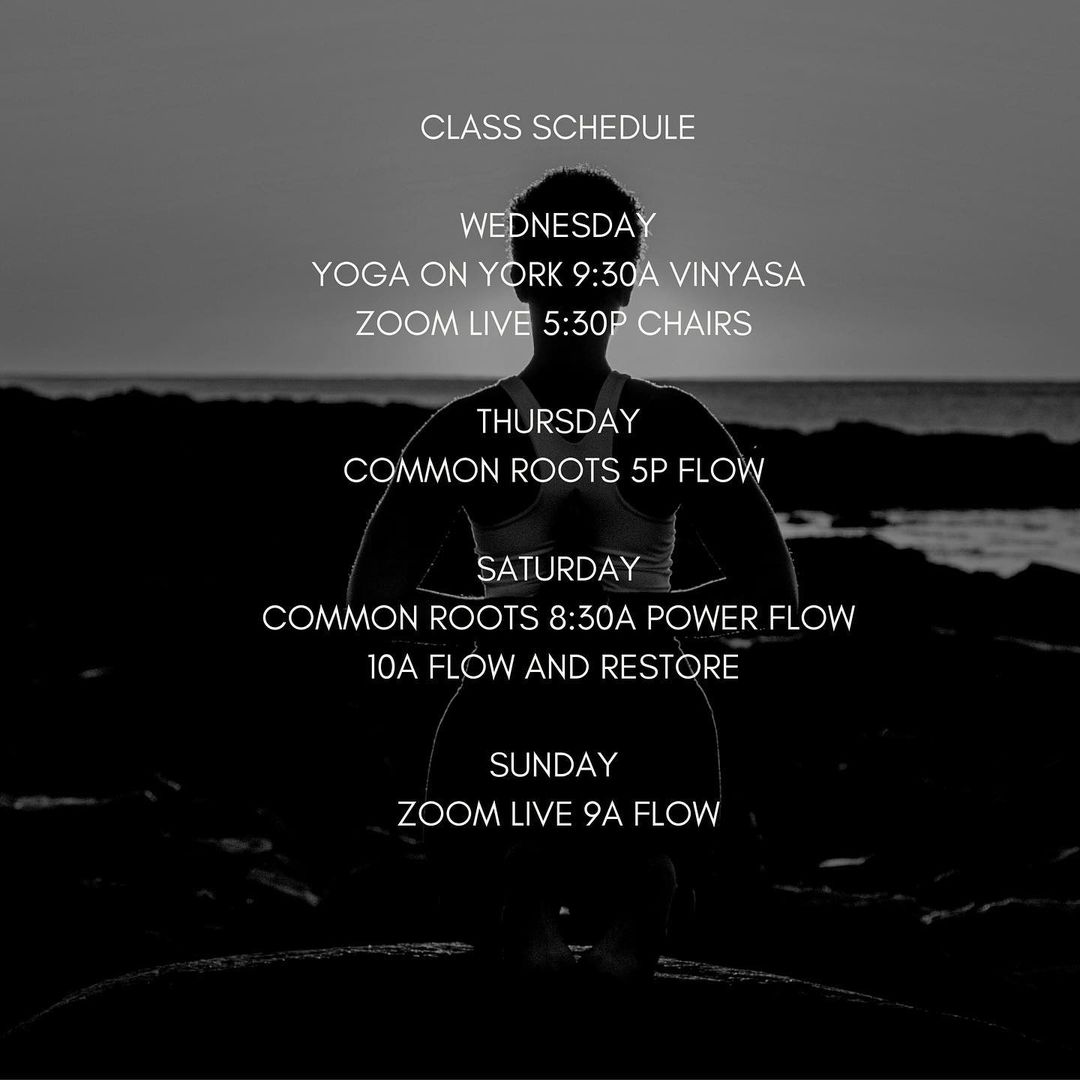 CLASS SCHEDULE
WEDNESDAY
YOGA ON YORK 9:30A VINYASA
ZOOM LIVE 5:30P CHAIRS
THURSDAY
COMMON ROOTS 5P FLOW
SATURDAY
COMMON ROOTS 8:30A POWER FLOW
10A FLOW AND RESTORE
SUNDAY
ZOOM LIVE 9A FLOW